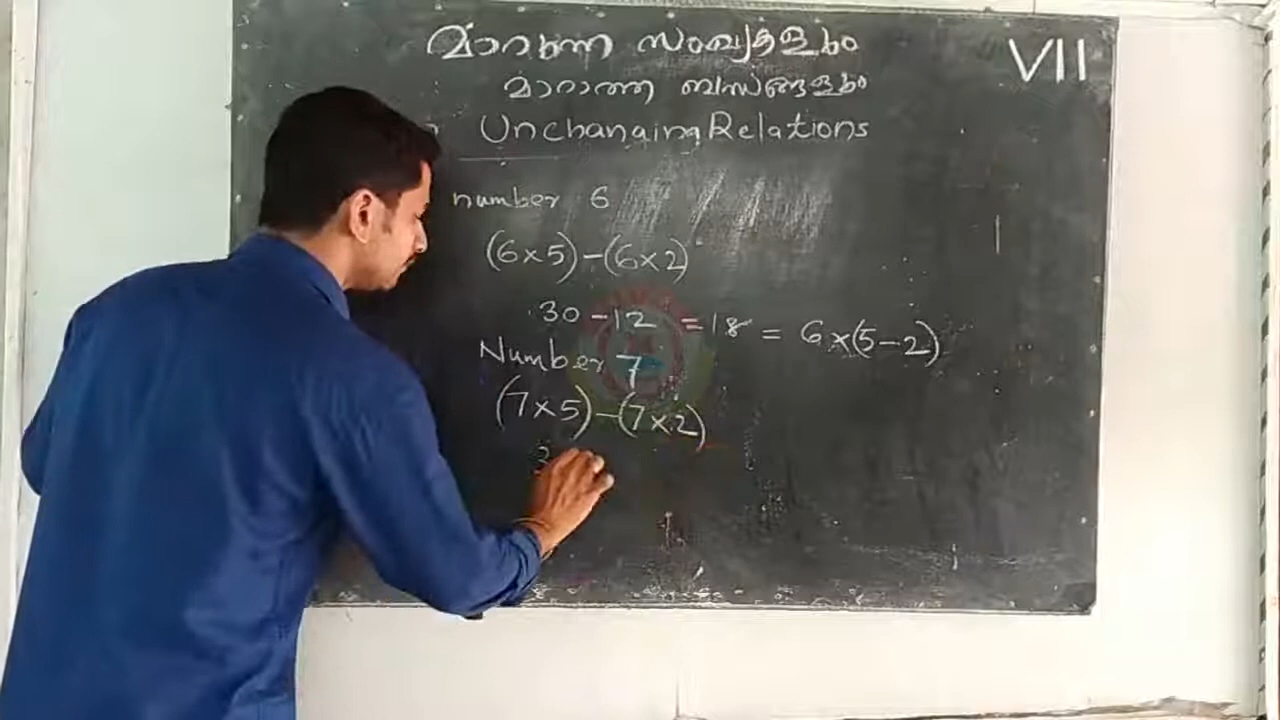 മാറുന്ന സംഖ്യകളും
VII
മാറാത്ത ബന്ധങ്ങളും
Unchanging Relations
number 6
(6×5)-(6×2)
30-12 =18 = 6×(5-2)
Number 7
(7×5)-(7×2)
3